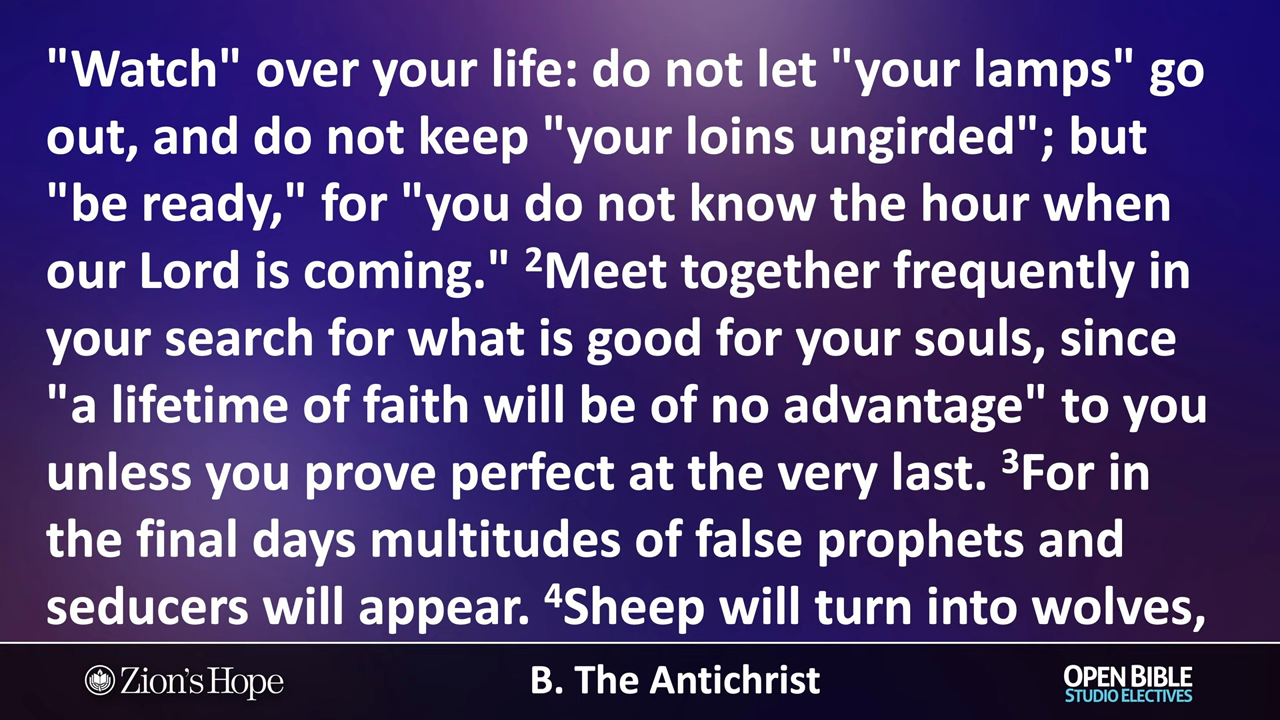 "Watch" over your life: do not let "your lamps" go
out, and do not keep "your loins ungirded"; but
"be ready," for "you do not know the hour when
our Lord is coming." ²Meet together frequently in
your search for what is good for your souls, since
"a lifetime of faith will be of no advantage" to you
unless you prove perfect at the very last. ³For in
the final days multitudes of false prophets and
seducers will appear. ⁴Sheep will turn into wolves,
Zion's Hope
B. The Antichrist
OPEN BIBLE
STUDIO ELECTIVES